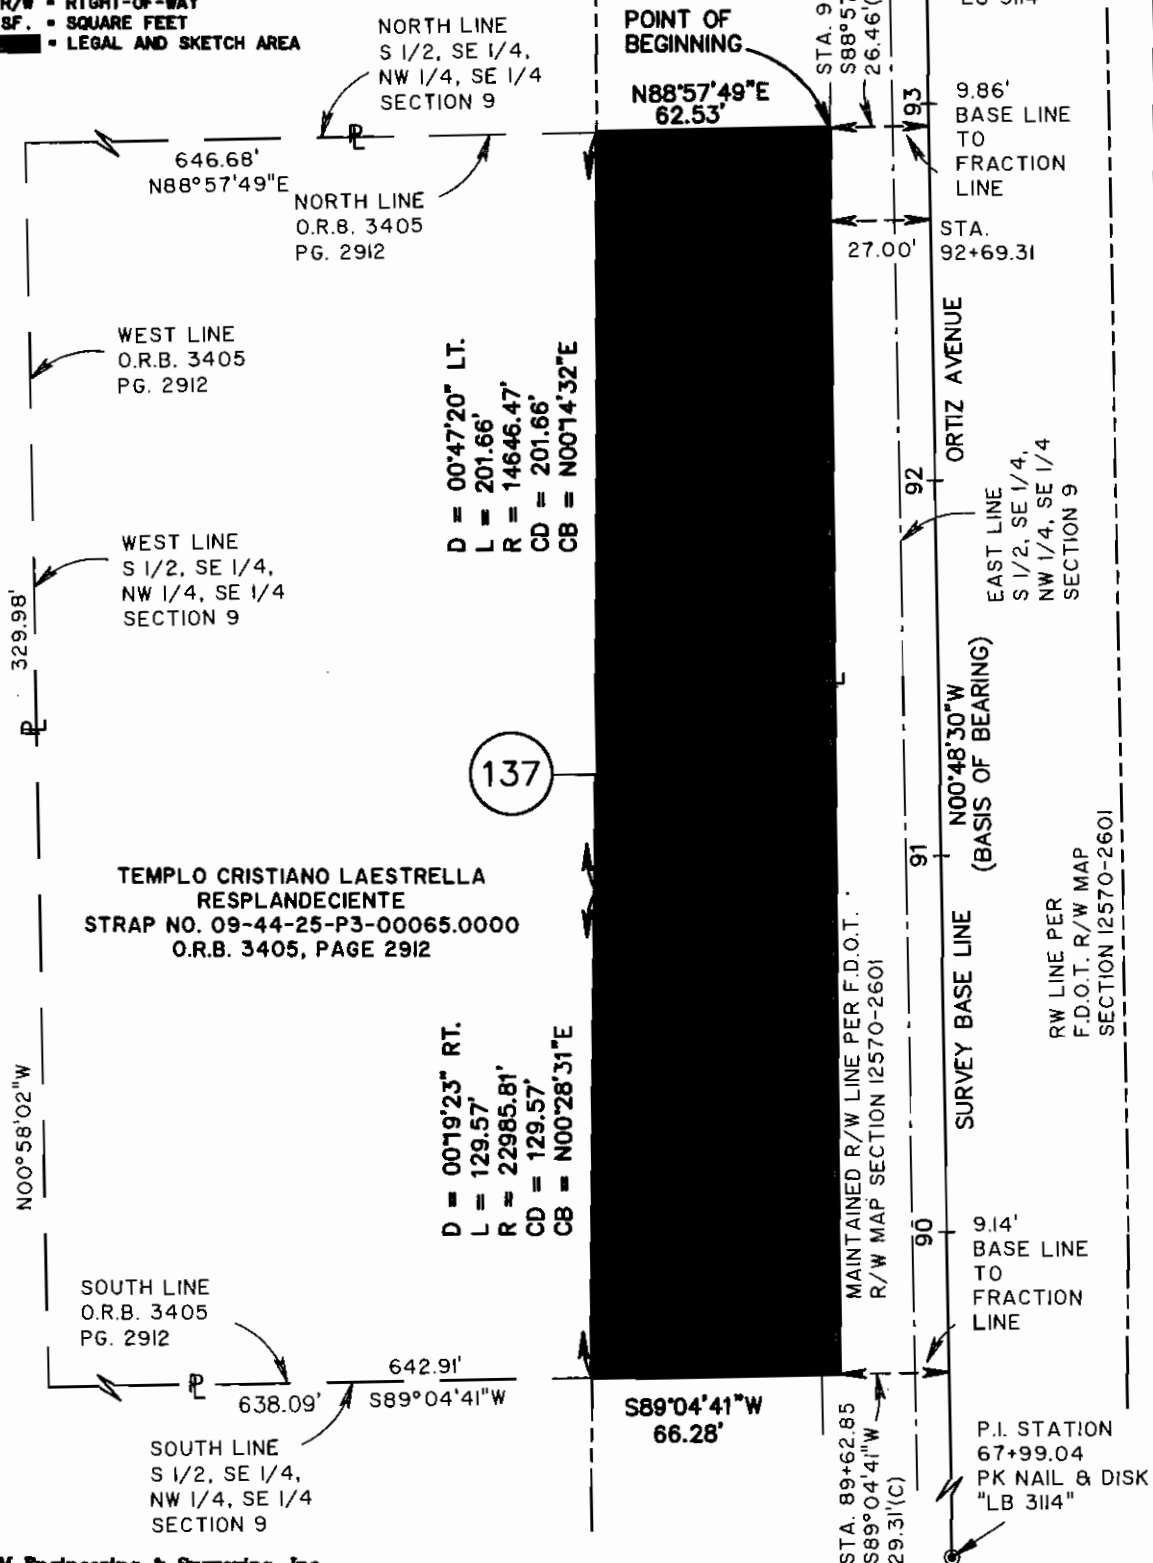 R/W = RIGHT-OF-WAY
SF. = SQUARE FEET
= LEGAL AND SKETCH AREA
NORTH LINE
S 1/2, SE 1/4,
NW 1/4, SE 1/4
SECTION 9
POINT OF
BEGINNING
N88°57'49"E
62.53'
STA. 9
S88°5
26.46'(
93
9.86'
BASE LINE
TO
FRACTION
LINE
646.68'
N88°57'49"E
NORTH LINE
O.R.B. 3405
PG. 2912
27.00'
STA.
92+69.31
WEST LINE
O.R.B. 3405
PG. 2912
D = 00°47'20" LT.
L = 201.66'
R = 14646.47'
CD = 201.66'
CB = N00°14'32"E
ORTIZ AVENUE
92
EAST LINE
S 1/2, SE 1/4,
NW 1/4, SE 1/4
SECTION 9
WEST LINE
S 1/2, SE 1/4,
NW 1/4, SE 1/4
SECTION 9
329.98'
N00°48'30"W
(BASIS OF BEARING)
137
91
TEMPLO CRISTIANO LAESTRELLA
RESPLANDECIENTE
STRAP NO. 09-44-25-P3-00065.0000
O.R.B. 3405, PAGE 2912
MAINTAINED R/W LINE PER F.D.O.T.
R/W MAP SECTION 12570-2601
SURVEY BASE LINE
RW LINE PER
F.D.O.T. R/W MAP
SECTION 12570-2601
D = 00°19'23" RT.
L = 129.57'
R = 22985.81'
CD = 129.57'
CB = N00°28'31"E
N00°58'02"W
90
9.14'
BASE LINE
TO
FRACTION
LINE
SOUTH LINE
O.R.B. 3405
PG. 2912
642.91'
638.09'
S89°04'41"W
S89°04'41"W
66.28'
STA. 89+62.85
S89°04'41"W
29.31'(C)
SOUTH LINE
S 1/2, SE 1/4,
NW 1/4, SE 1/4
SECTION 9
P.I. STATION
67+99.04
PK NAIL & DISK
"LB 3114"
Engineering & Surveying, Inc.